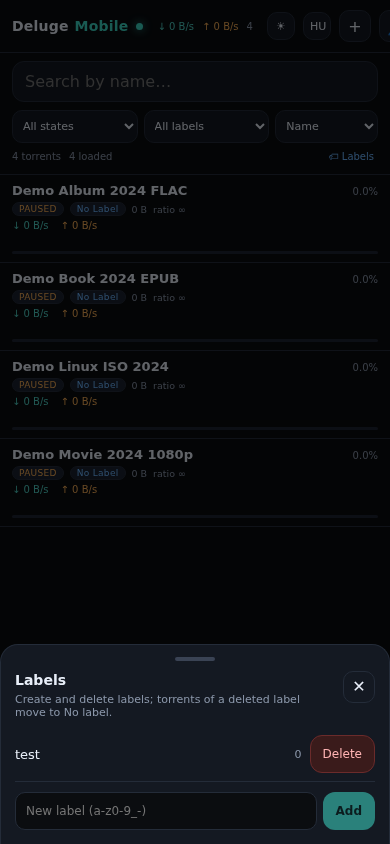 Deluge Mobile ↓ 0 B/s ↑ 0 B/s 4 HU +
Search by name...
All states All labels Name
4 torrents 4 loaded Labels
Demo Album 2024 FLAC 0.0%
PAUSED No Label 0 B ratio ∞
↓ 0 B/s ↑ 0 B/s
Demo Book 2024 EPUB 0.0%
PAUSED No Label 0 B ratio ∞
↓ 0 B/s ↑ 0 B/s
Demo Linux ISO 2024 0.0%
PAUSED No Label 0 B ratio ∞
↓ 0 B/s ↑ 0 B/s
Demo Movie 2024 1080p 0.0%
PAUSED No Label 0 B ratio ∞
↓ 0 B/s ↑ 0 B/s
Labels
Create and delete labels; torrents of a deleted label
move to No label.
test 0 Delete
New label (a-z0-9_-) Add